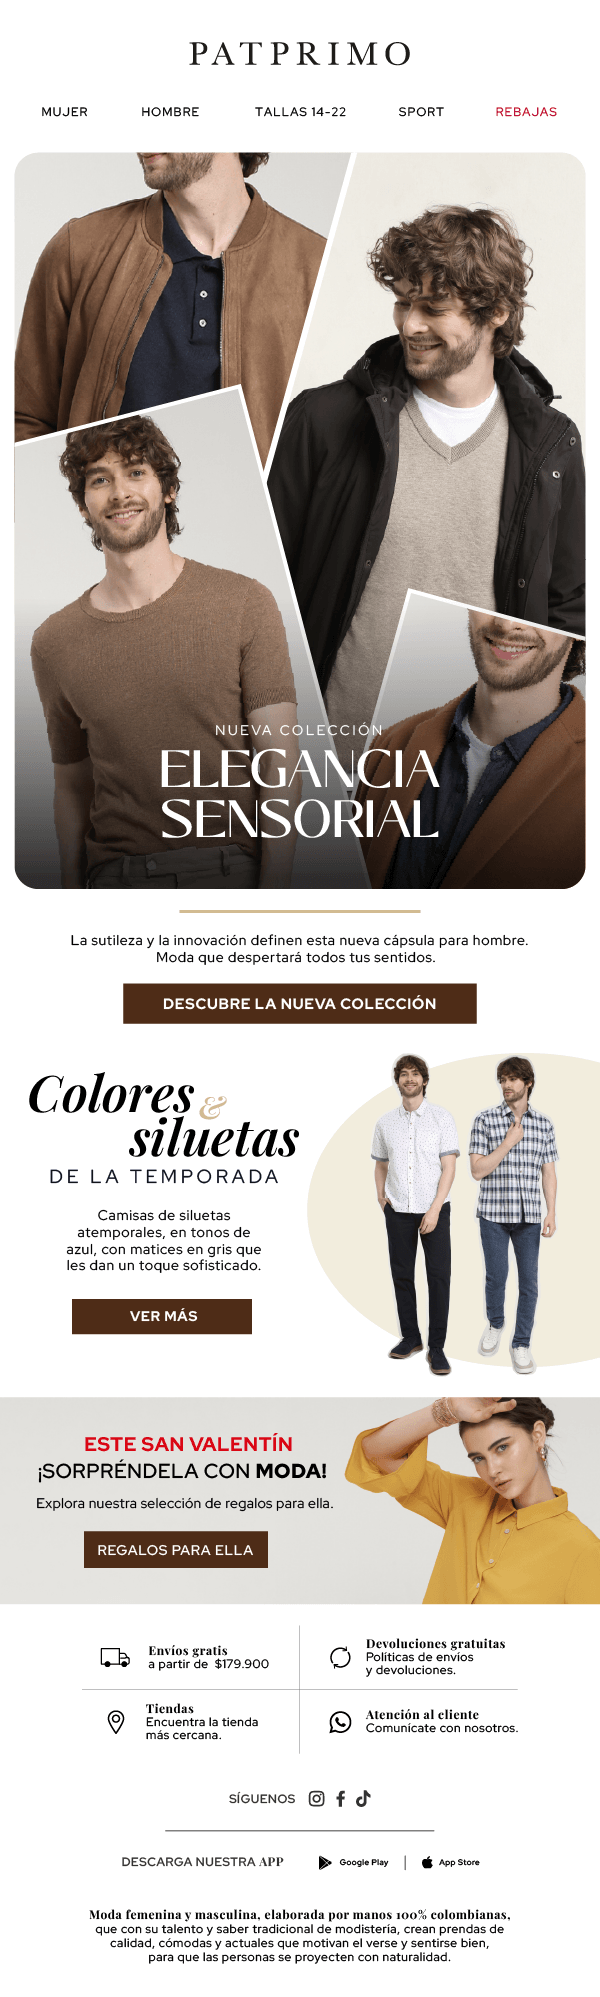 PATPRIMO
MUJER HOMBRE TALLAS 14-22 SPORT REBAJAS
NUEVA COLECCIÓN
ELEGANCIA
SENSORIAL
La sutileza y la innovación definen esta nueva cápsula para hombre.
Moda que despertará todos tus sentidos.
DESCUBRE LA NUEVA COLECCIÓN
Colores &
siluetas
DE LA TEMPORADA
Camisas de siluetas
atemporales, en tonos de
azul, con matices en gris que
les dan un toque sofisticado.
VER MÁS
ESTE SAN VALENTÍN
¡SORPRÉNDELA CON MODA!
Explora nuestra selección de regalos para ella.
REGALOS PARA ELLA
Envíos gratis
a partir de $179.900
Devoluciones gratuitas
Políticas de envíos
y devoluciones.
Tiendas
Encuentra la tienda
más cercana.
Atención al cliente
Comunícate con nosotros.
SÍGUENOS
DESCARGA NUESTRA APP Google Play | App Store
Moda femenina y masculina, elaborada por manos 100% colombianas,
que con su talento y saber tradicional de modistería, crean prendas de
calidad, cómodas y actuales que motivan el verse y sentirse bien,
para que las personas se proyecten con naturalidad.